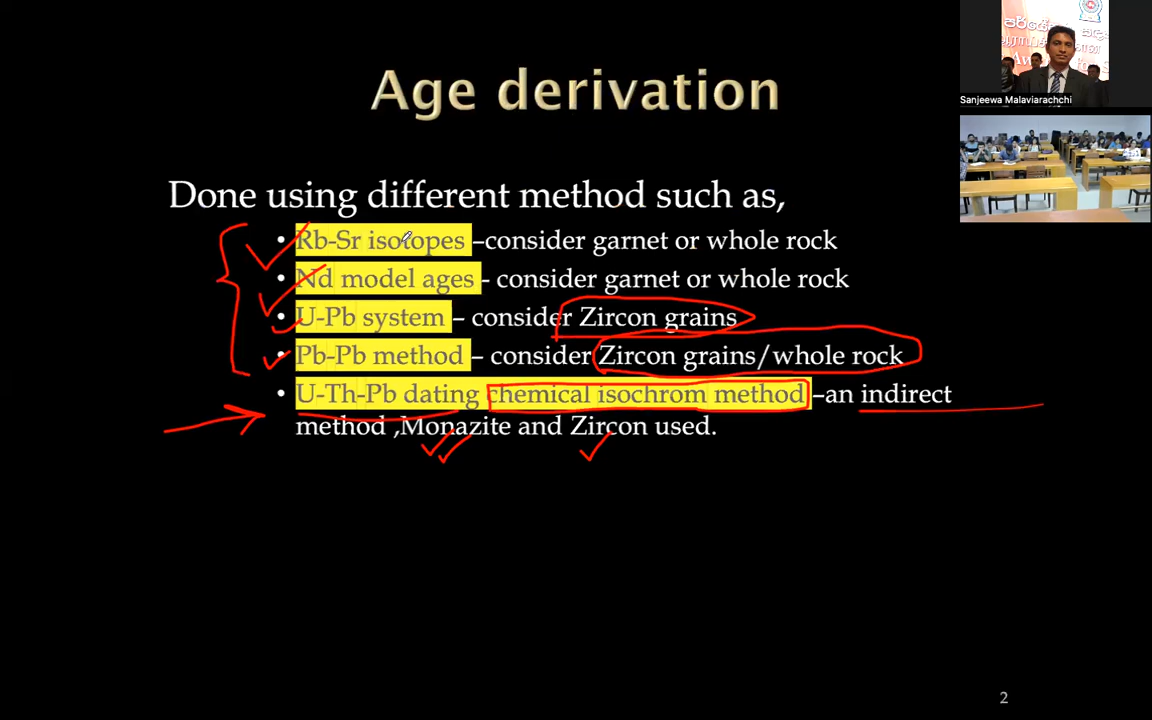 Age derivation
Sanjeewa Malaviarachchi
Done using different method such as,
• Rb-Sr isotopes –consider garnet or whole rock
• Nd model ages - consider garnet or whole rock
• U-Pb system – consider Zircon grains
• Pb-Pb method – consider Zircon grains/whole rock
• U-Th-Pb dating chemical isochrom method –an indirect
method ,Monazite and Zircon used.
2